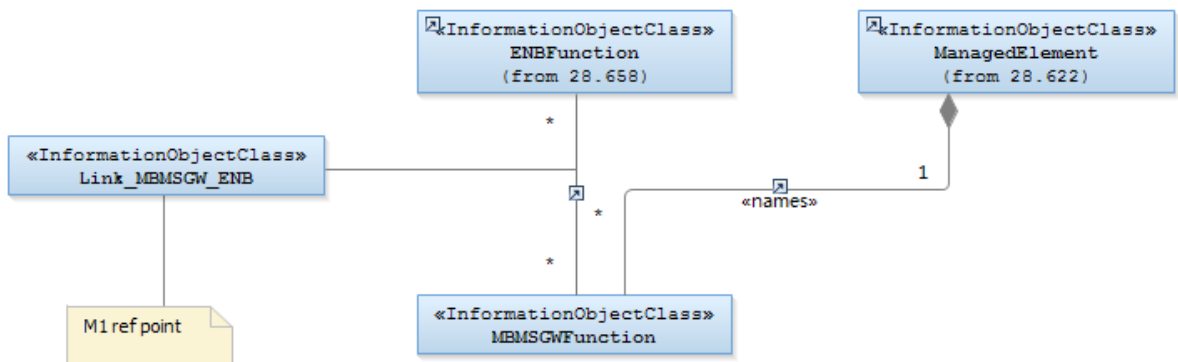 «InformationObjectClass»
ENBFunction
(from 28.658)
«InformationObjectClass»
ManagedElement
(from 28.622)
*
«InformationObjectClass»
Link_MBMSGW_ENB
1
«names»
*
*
M1 ref point
«InformationObjectClass»
MBMSGWFunction